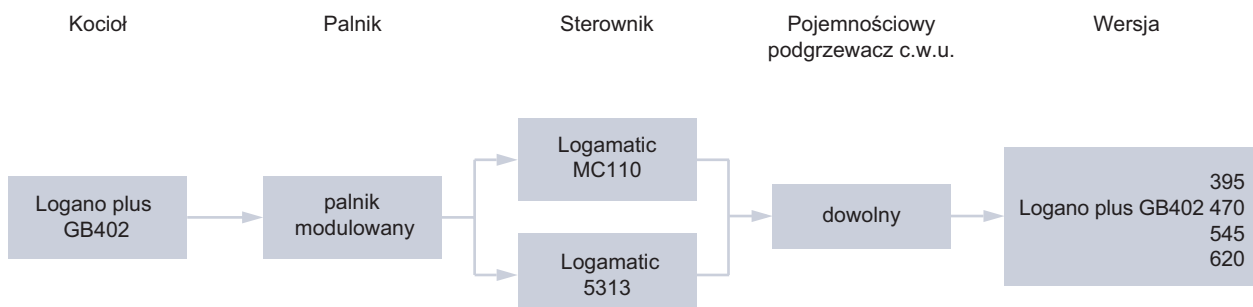 Kocioł
Palnik
Sterownik
Pojemnościowy
podgrzewacz c.w.u.
Wersja
Logano plus
GB402
palnik
modulowany
Logamatic
MC110
Logamatic
5313
dowolny
395
Logano plus GB402 470
545
620